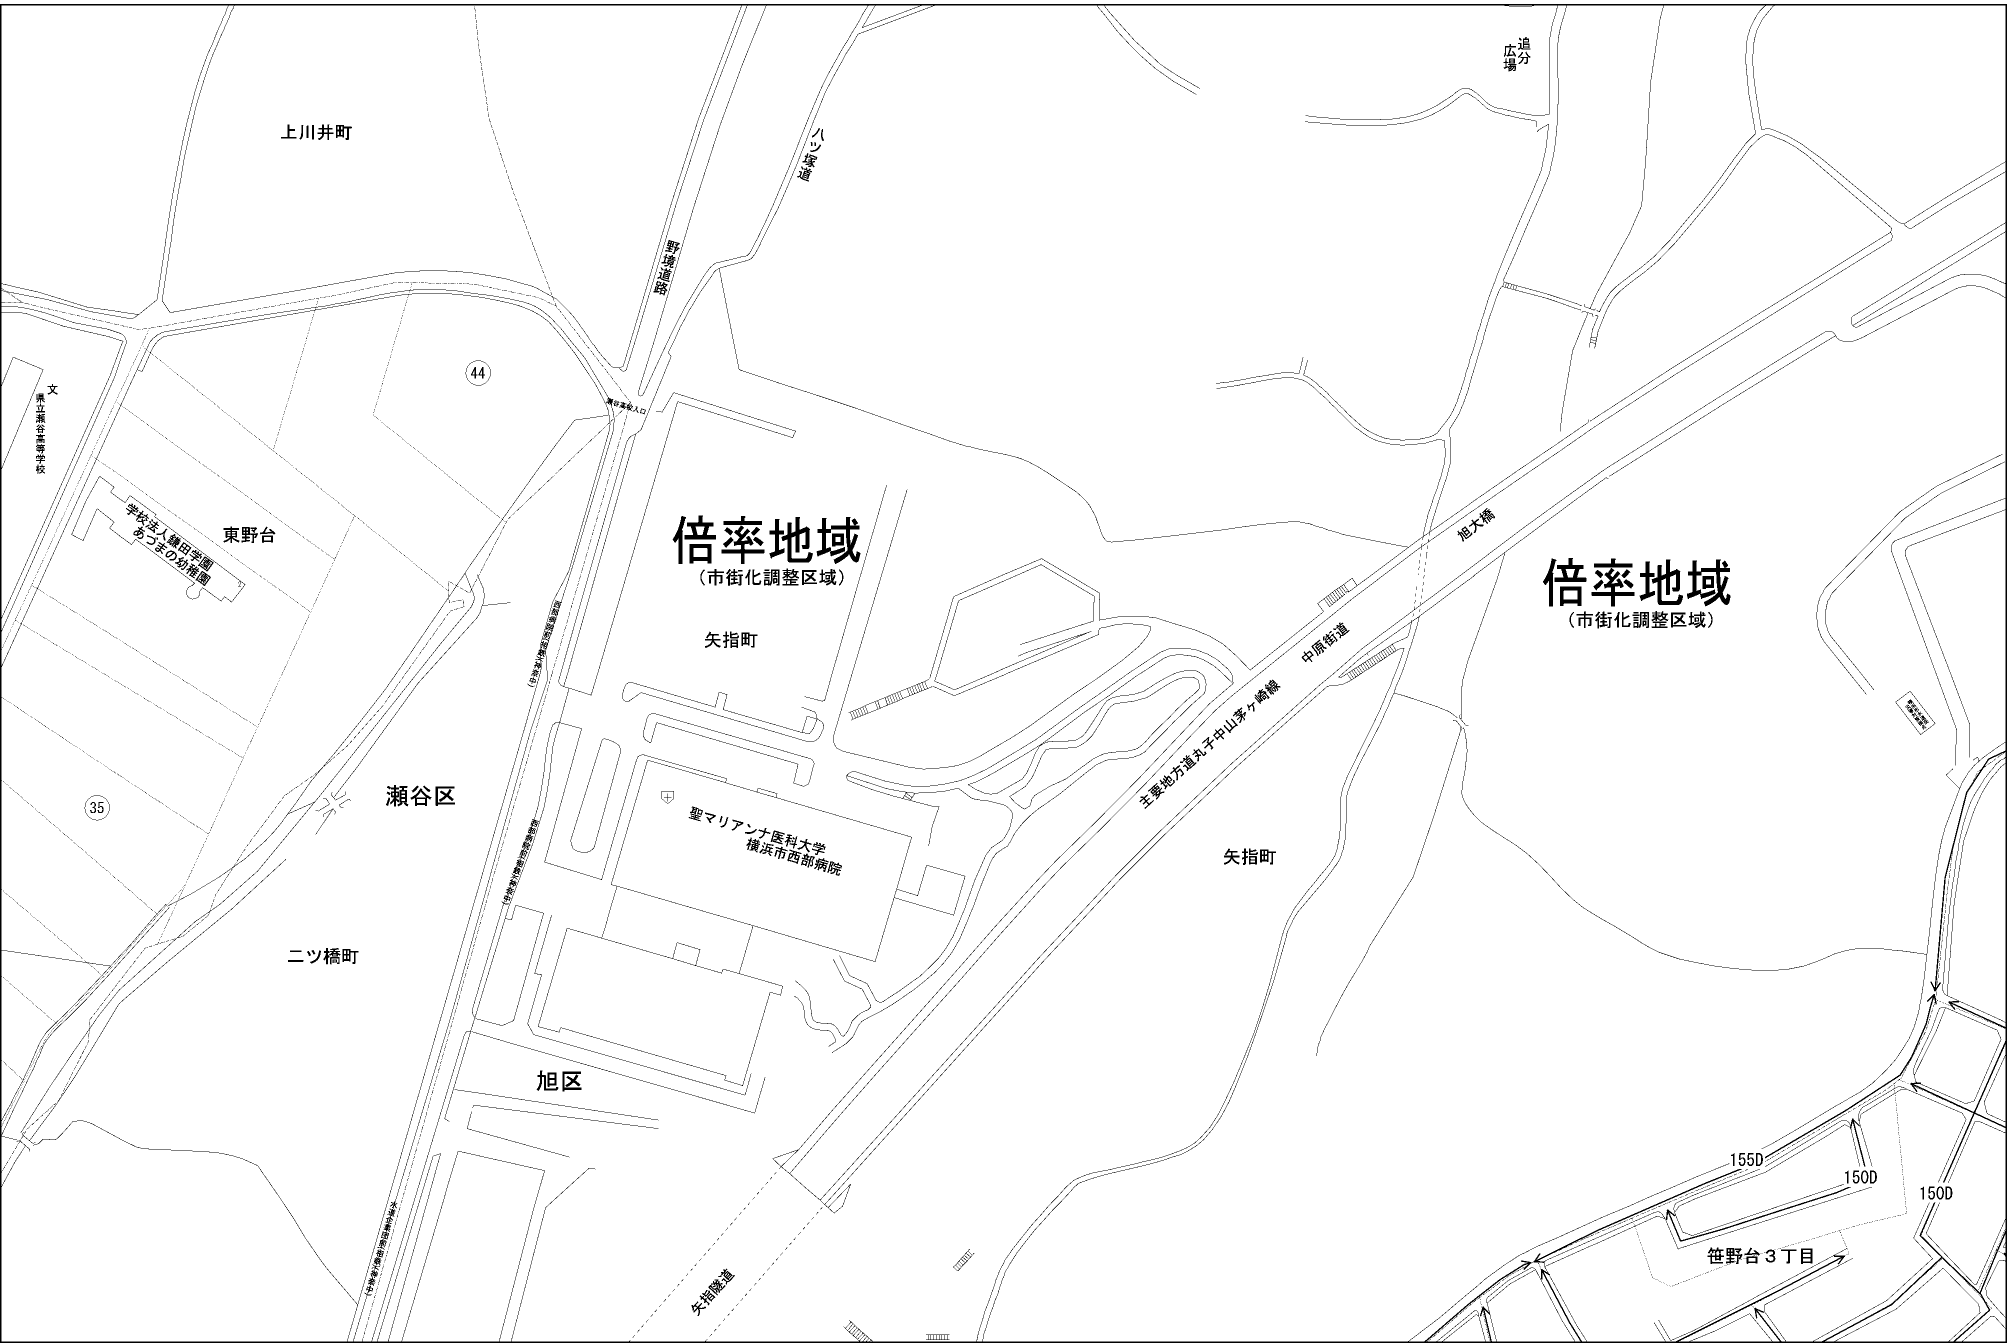 追分
広場
上川井町
八ツ塚道
野境道路
44
文
県立瀬谷高等学校
瀬谷高校入口
学校法人鎌田学園
あづまの幼稚園
東野台
倍率地域
(市街化調整区域)
矢指町
旭大橋
倍率地域
(市街化調整区域)
中原街道
主要地方道丸子中山茅ヶ崎線
35
瀬谷区
聖マリアンナ医科大学
横浜市西部病院
矢指町
二ツ橋町
旭区
155D
150D
150D
笹野台3丁目
矢指隧道